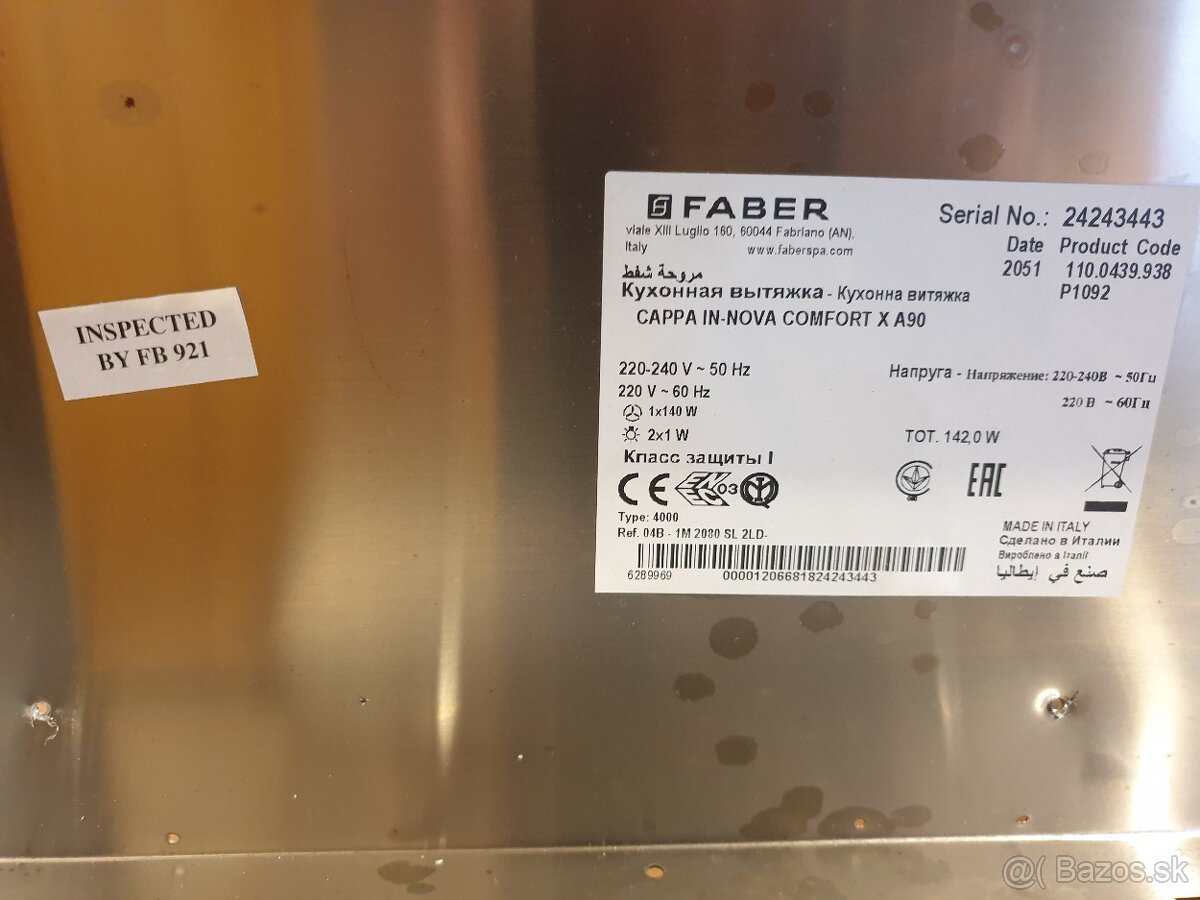 INSPECTED
BY FB 921
FABER
viale XIII Luglio 160, 60044 Fabriano (AN),
Italy
www.faberspa.com
Serial No.: 24243443
Date Product Code
2051 110.0439.938
P1092
مروحة شفط
Кухонная вытяжка - Кухонна витяжка
CAPPA IN-NOVA COMFORT X A90
220-240 V ~ 50 Hz
220 V ~ 60 Hz
1x140 W
2x1 W
Напруга - Напряжение: 220-240В ~ 50Гц
220 В ~ 60Гц
TOT. 142,0 W
Класс защиты I
CE ENEC 03 IMQ
EAC
Type: 4000
Ref. 04B - 1M 2080 SL 2LD-
6289969 00001206681824243443
MADE IN ITALY
Сделано в Италии
Вироблено в Італії
صنع في إيطاليا
@( Bazos.sk